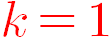 k = 1